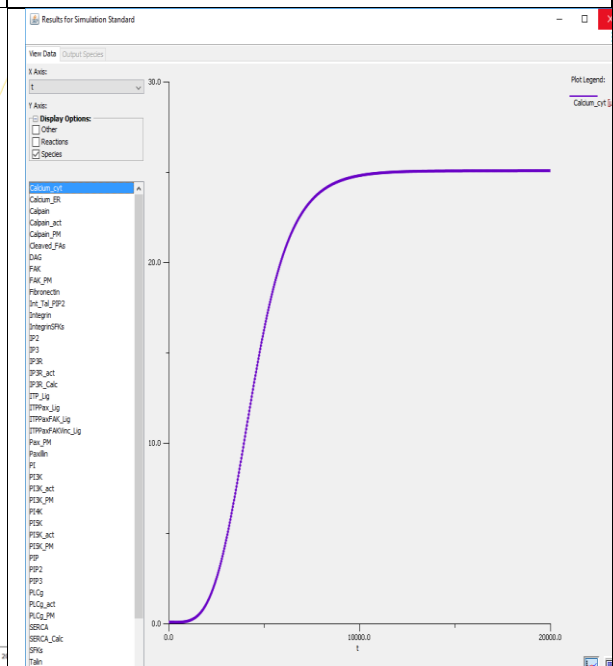 Results for Simulation Standard
View Data Output Species
X Axis:
t
Y Axis:
Display Options:
Other
Reactions
Species
Calcium_cyt
Calcium_ER
Calpain
Calpain_act
Calpain_PM
Cleaved_FAs
DAG
FAK
FAK_PM
Fibronectin
Int_Tal_PIP2
Integrin
IntegrinSFKs
IP2
IP3
IP3R
IP3R_act
IP3R_Calc
ITP_Lig
ITPPax_Lig
ITPPaxFAK_Lig
ITPPaxFAKVinc_Lig
Pax_PM
Paxillin
PI
PI3K
PI3K_act
PI3K_PM
PI4K
PI5K
PI5K_act
PI5K_PM
PIP
PIP2
PIP3
PLCg
PLCg_act
PLCg_PM
SERCA
SERCA_Calc
SFKs
Talin
30.0
20.0
10.0
0.0
0.0 10000.0 20000.0
t
Plot Legend:
Calcium_cyt